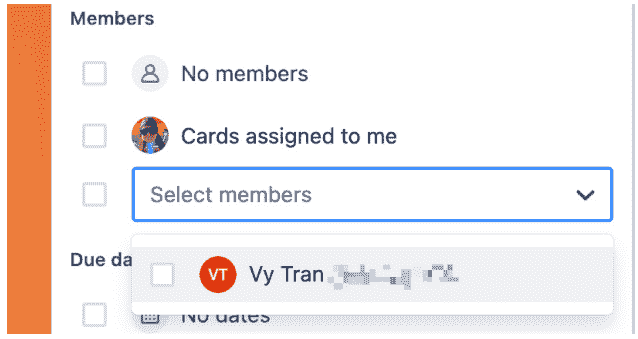 Members
No members
Cards assigned to me
Select members
VT Vy Tran
Due da
No dates